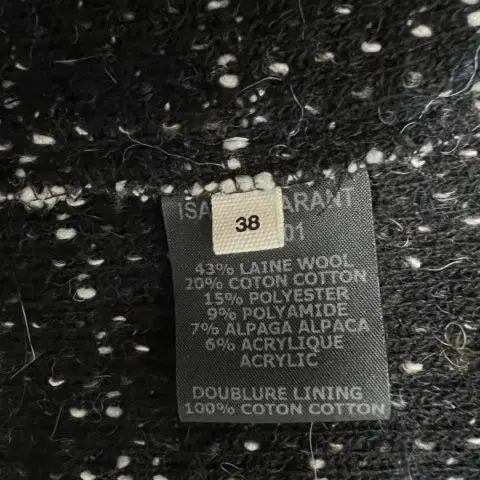 38
43% LAINE WOOL
20% COTON COTTON
15% POLYESTER
9% POLYAMIDE
7% ALPAGA ALPACA
6% ACRYLIQUE
ACRYLIC
DOUBLURE LINING
100% COTON COTTON